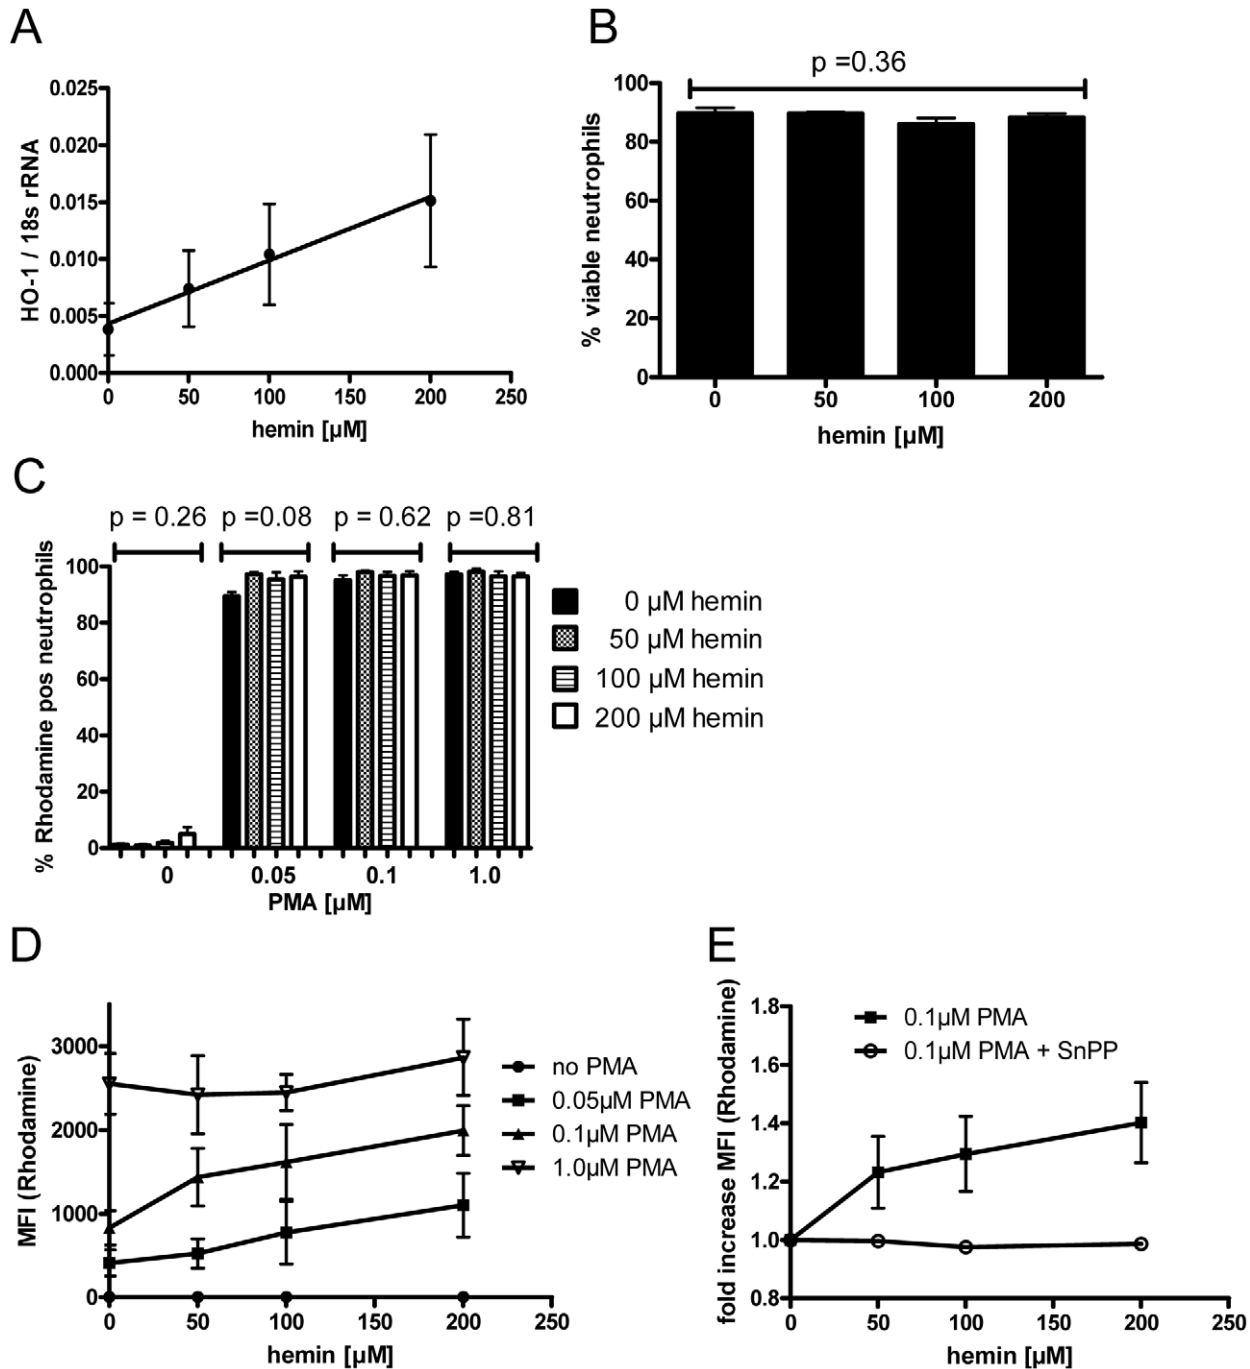 A
HO-1 / 18s rRNA
0.025
0.020
0.015
0.010
0.005
0.000
0 50 100 150 200 250
hemin [µM]
B
p =0.36
% viable neutrophils
100
80
60
40
20
0
0 50 100 200
hemin [µM]
C
p = 0.26 p =0.08 p = 0.62 p =0.81
% Rhodamine pos neutrophils
100
80
60
40
20
0
0 0.05 0.1 1.0
PMA [µM]
0 µM hemin
50 µM hemin
100 µM hemin
200 µM hemin
D
MFI (Rhodamine)
3000
2000
1000
0
0 50 100 150 200 250
hemin [µM]
no PMA
0.05µM PMA
0.1µM PMA
1.0µM PMA
E
fold increase MFI (Rhodamine)
1.8
1.6
1.4
1.2
1.0
0.8
0 50 100 150 200 250
hemin [µM]
0.1µM PMA
0.1µM PMA + SnPP